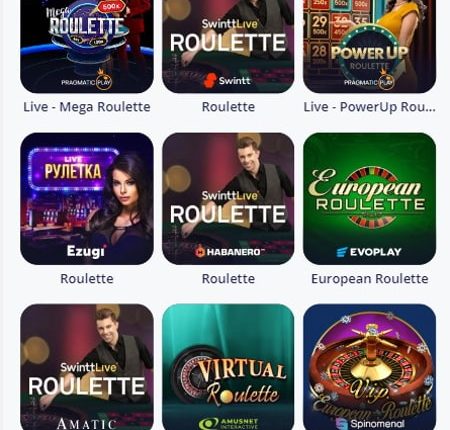 Mega
500x
ROULETTE
PRAGMATIC PLAY
SwinttLive
ROULETTE
Swintt
POWER UP
ROULETTE
PRAGMATIC PLAY
Live - Mega Roulette
Roulette
Live - PowerUp Rou...
LIVE
РУЛЕТКА
Ezugi
SwinttLive
ROULETTE
HABANERO
European
ROULETTE
EVOPLAY
Roulette
Roulette
European Roulette
SwinttLive
ROULETTE
AMATIC
VIRTUAL
Roulette
AMUSNET
INTERACTIVE
Vip
European Roulette
Spinomenal